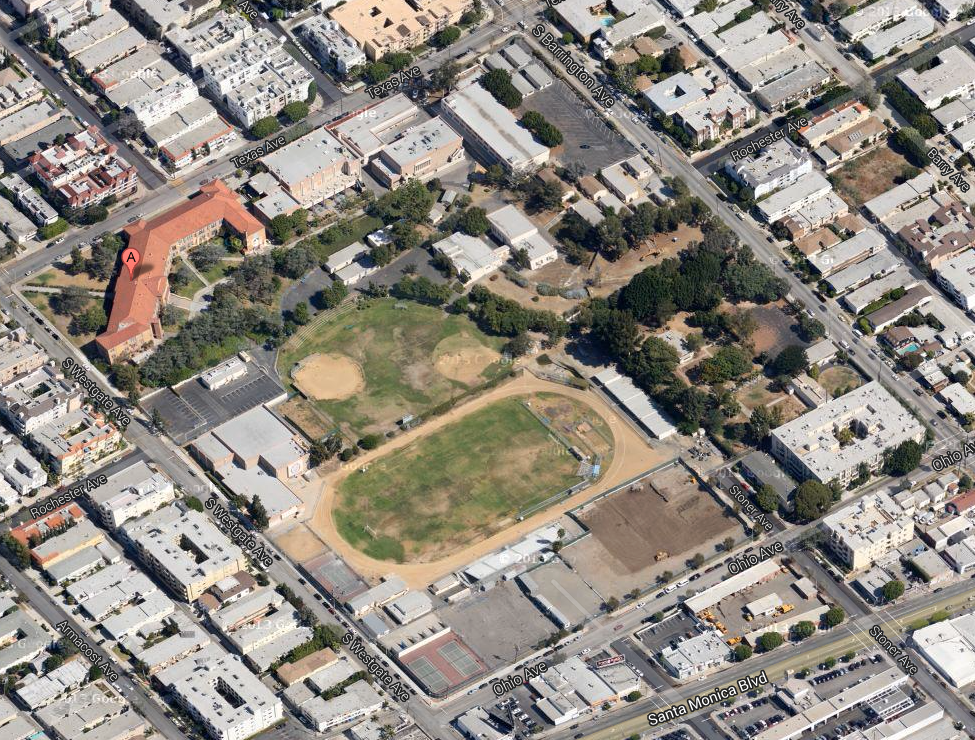 Texas Ave
S Barrington Ave
Texas Ave
Rochester Ave
Barry Ave
A
S Westgate Ave
Rochester Ave
S Westgate Ave
Stoner Ave
Ohio Ave
Ohio Ave
Armacost Ave
S Westgate Ave
Ohio Ave
Santa Monica Blvd
Stoner Ave